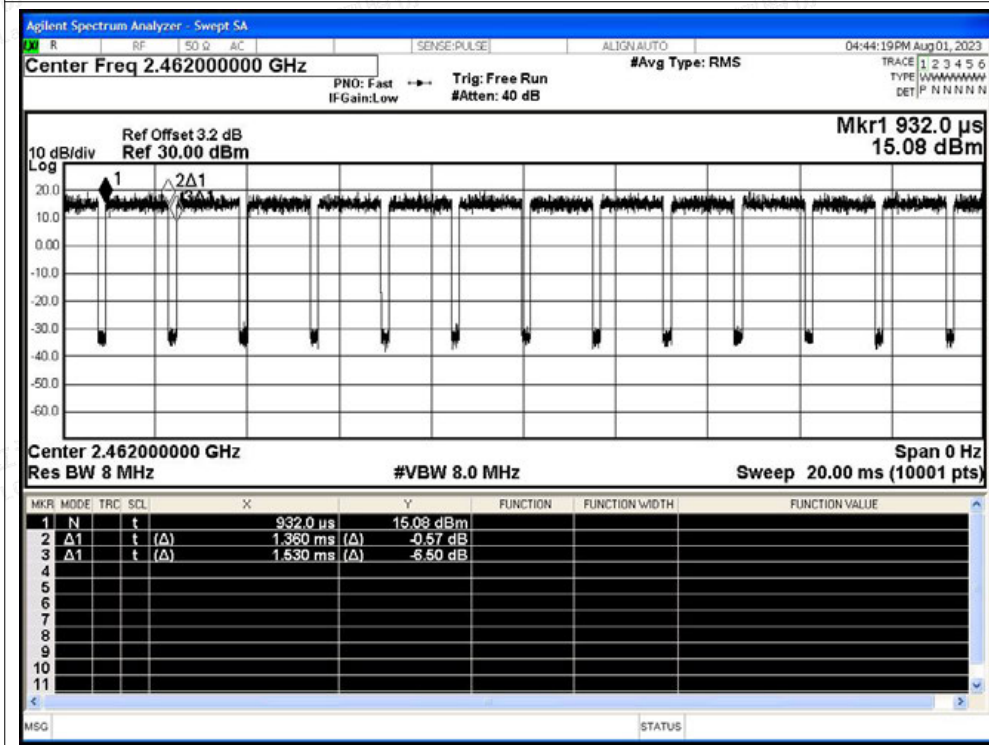 Agilent Spectrum Analyzer - Swept SA
R RF 50 Ω AC SENSE:PULSE ALIGN AUTO 04:44:19 PM Aug 01, 2023
Center Freq 2.462000000 GHz #Avg Type: RMS TRACE 1 2 3 4 5 6
PNO: Fast Trig: Free Run TYPE WWWWWW
IFGain:Low #Atten: 40 dB DET P N N N N N
Mkr1 932.0 µs
15.08 dBm
Ref Offset 3.2 dB
10 dB/div Ref 30.00 dBm
Log
1 2Δ1
3Δ1
20.0
10.0
0.00
-10.0
-20.0
-30.0
-40.0
-50.0
-60.0
Center 2.462000000 GHz Span 0 Hz
Res BW 8 MHz #VBW 8.0 MHz Sweep 20.00 ms (10001 pts)
MKR MODE TRC SCL X Y FUNCTION FUNCTION WIDTH FUNCTION VALUE
1 N t 932.0 µs 15.08 dBm
2 Δ1 t (Δ) 1.360 ms (Δ) -0.57 dB
3 Δ1 t (Δ) 1.530 ms (Δ) -6.50 dB
4
5
6
7
8
9
10
11
MSG STATUS